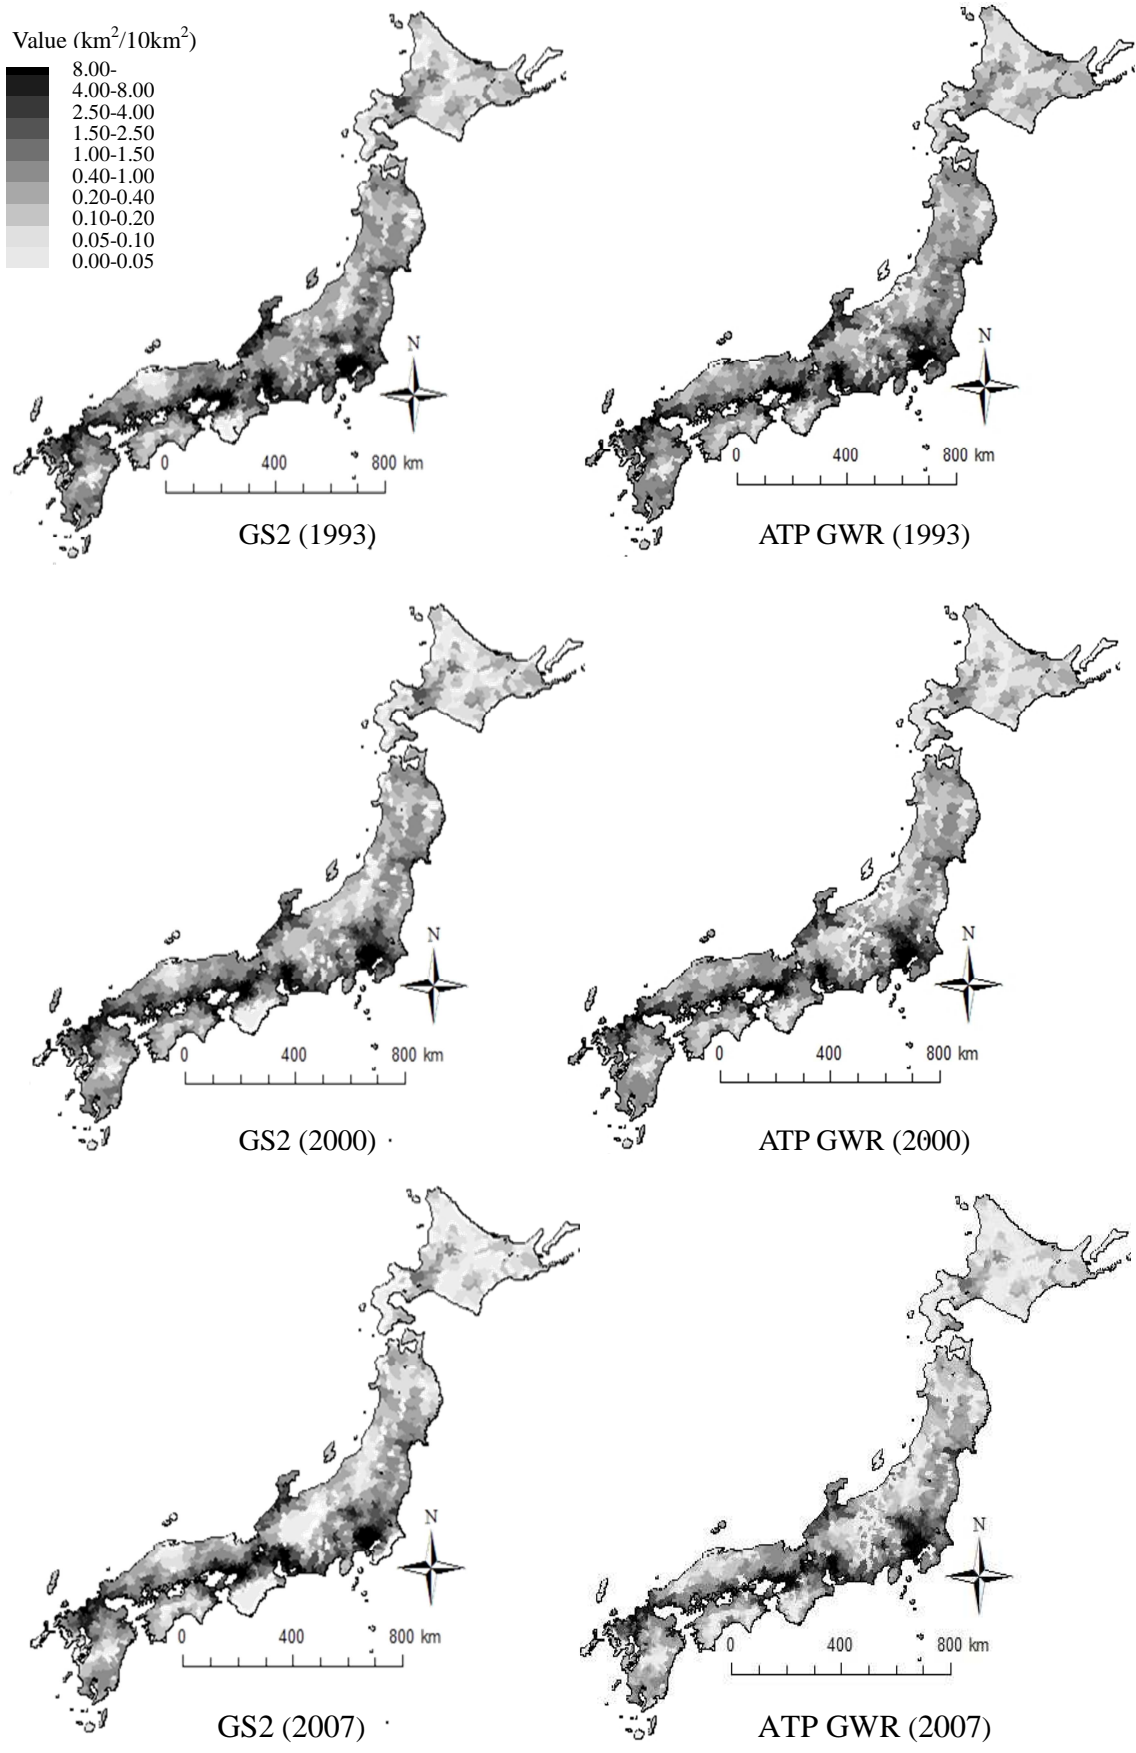 Value (km²/10km²)
8.00-
4.00-8.00
2.50-4.00
1.50-2.50
1.00-1.50
0.40-1.00
0.20-0.40
0.10-0.20
0.05-0.10
0.00-0.05
N
N
0 400 800 km
0 400 800 km
GS2 (1993)
ATP GWR (1993)
N
N
0 400 800 km
0 400 800 km
GS2 (2000)
ATP GWR (2000)
N
N
0 400 800 km
0 400 800 km
GS2 (2007)
ATP GWR (2007)